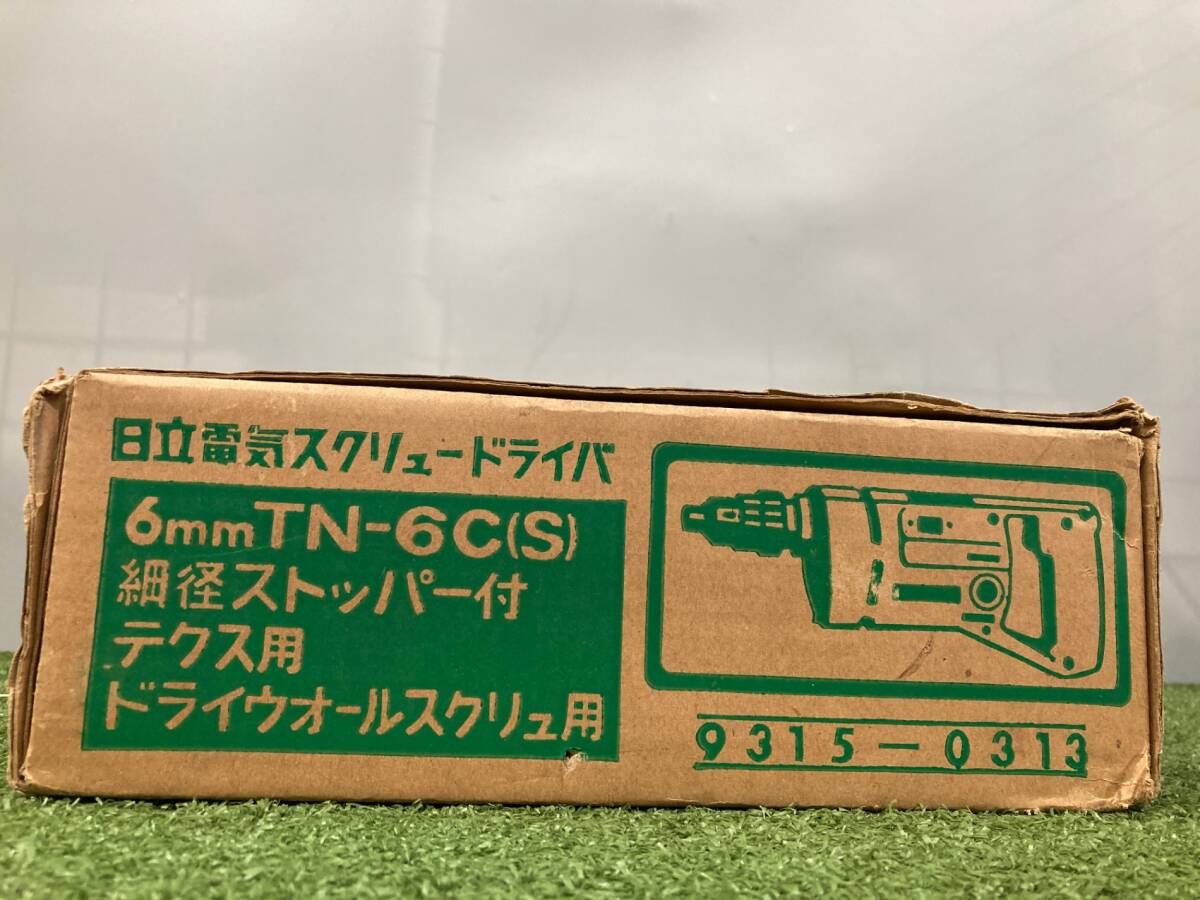 日立電気スクリュードライバ
6mmTN-6C(S)
細径ストッパー付
テクス用
ドライウオールスクリュ用
9315-0313